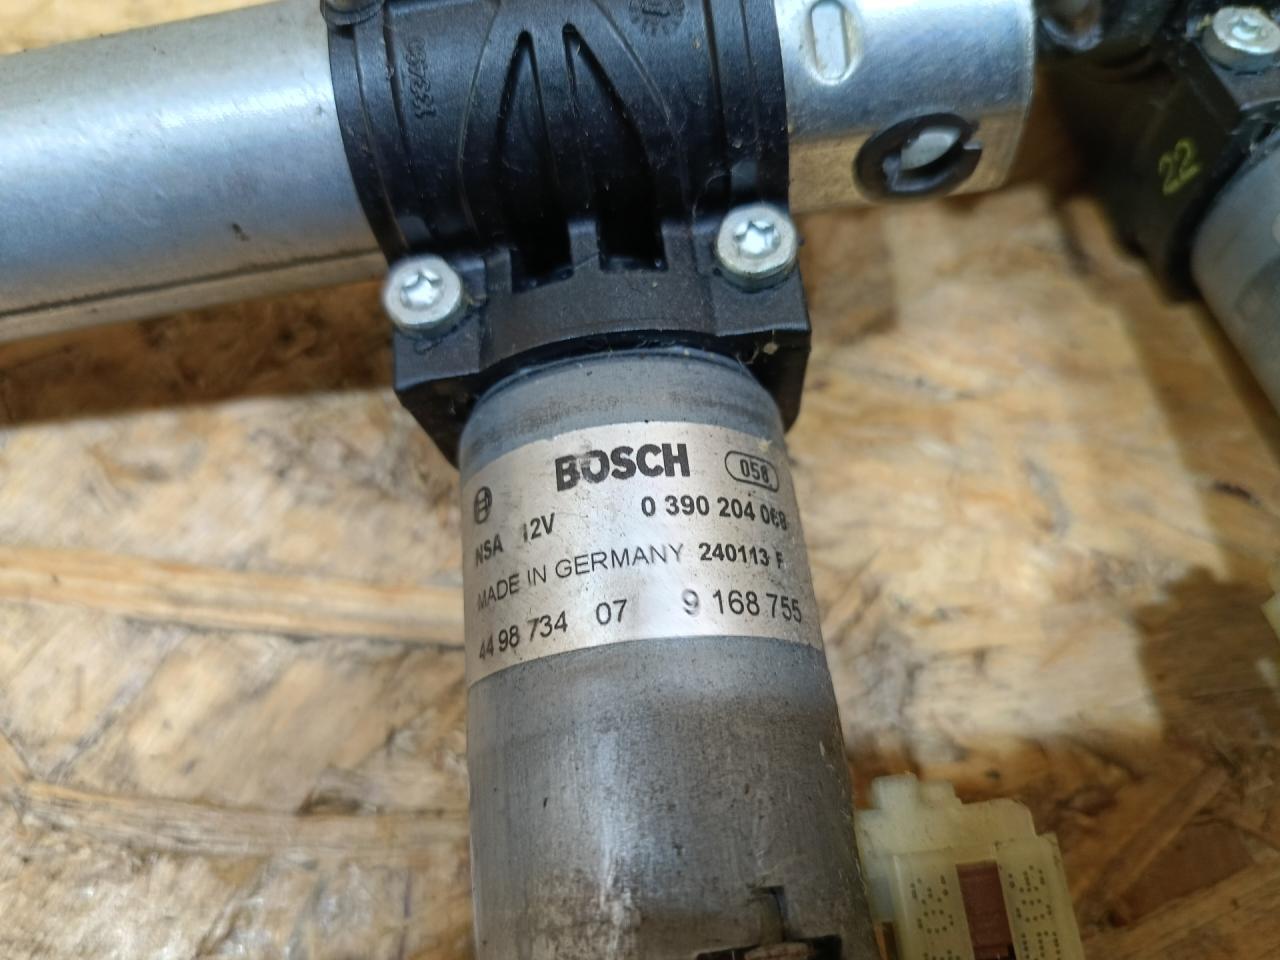 22
BOSCH 058
NSA 12V 0 390 204 068
MADE IN GERMANY 240113 F
44 98 734 07 9 168 755